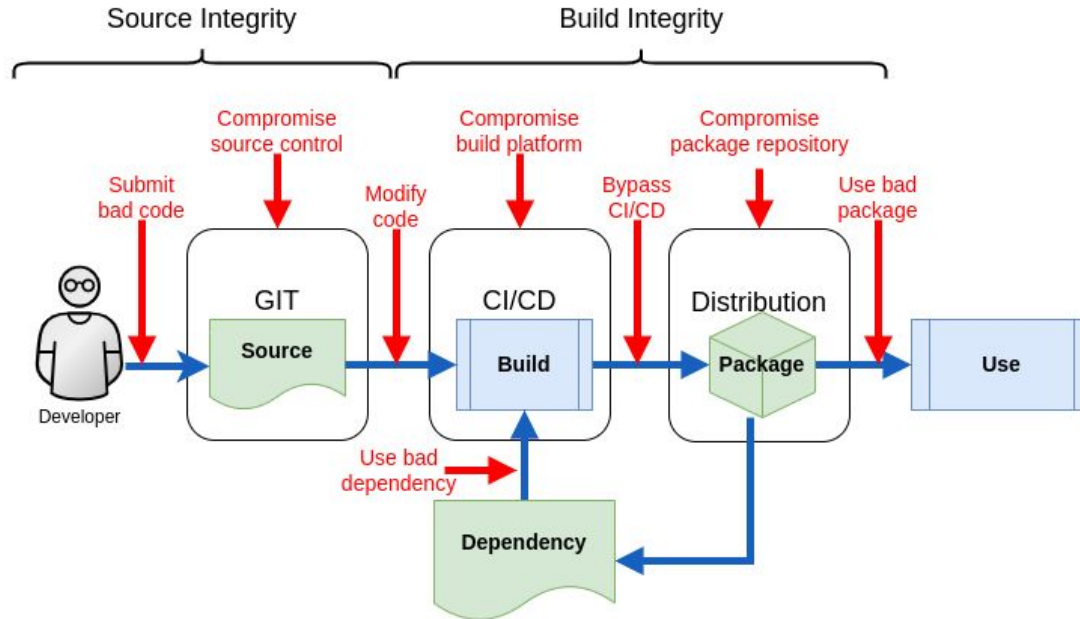 Source Integrity
Build Integrity
Compromise
source control
Compromise
build platform
Compromise
package repository
Submit
bad code
Modify
code
Bypass
CI/CD
Use bad
package
GIT
CI/CD
Distribution
Source
Build
Package
Use
Developer
Use bad
dependency
Dependency